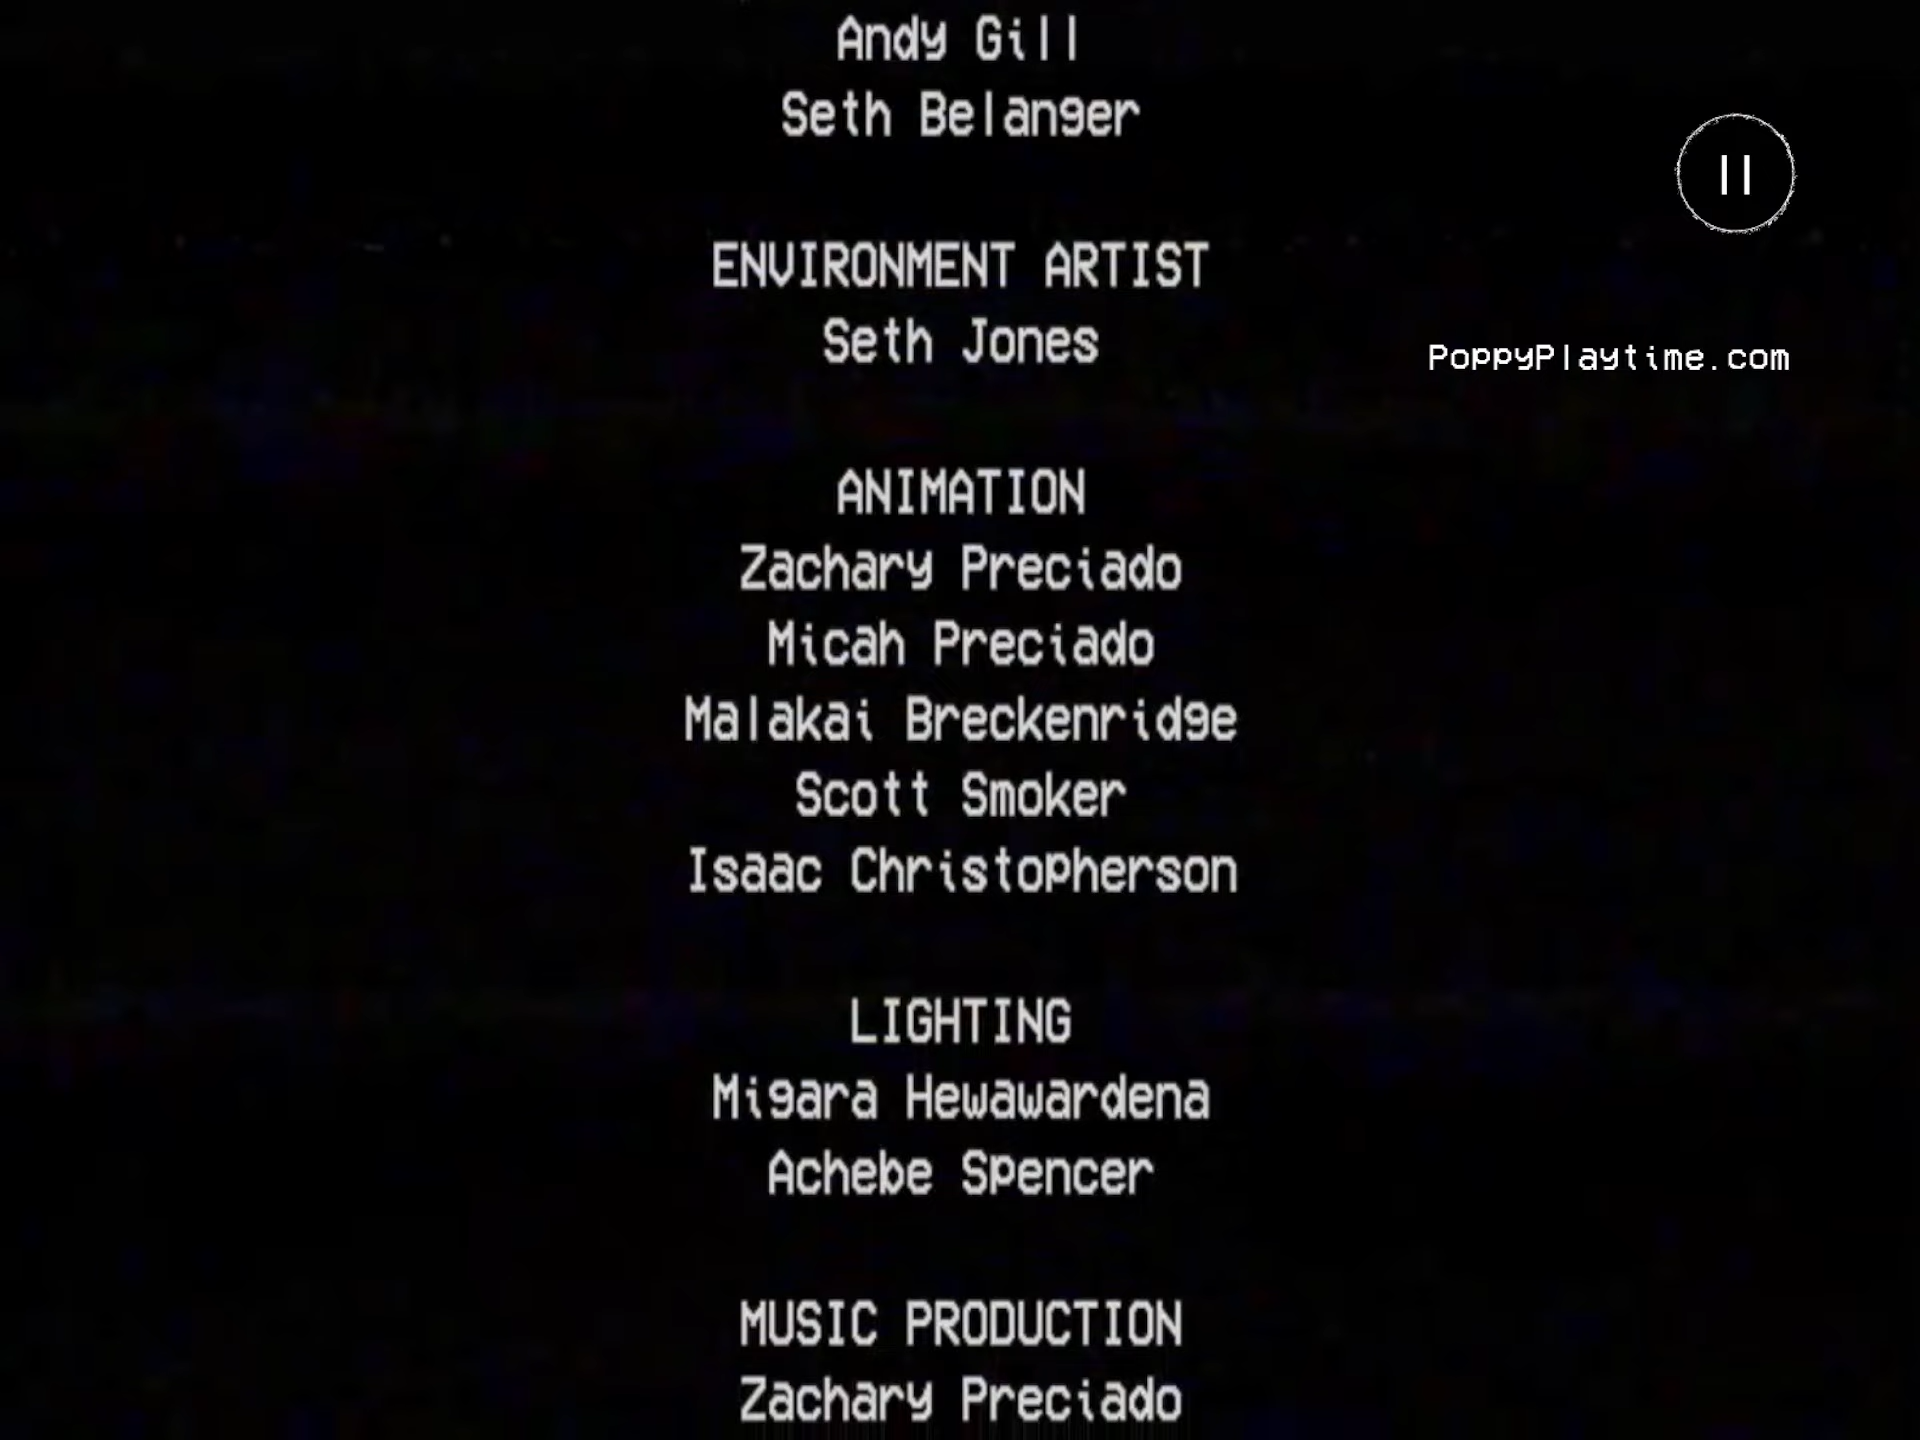 Andy Gill
Seth Belanger
ENVIRONMENT ARTIST
Seth Jones
PoppyPlaytime.com
ANIMATION
Zachary Preciado
Micah Preciado
Malakai Breckenridge
Scott Smoker
Isaac Christopherson
LIGHTING
Migara Hewawardena
Achebe Spencer
MUSIC PRODUCTION
Zachary Preciado